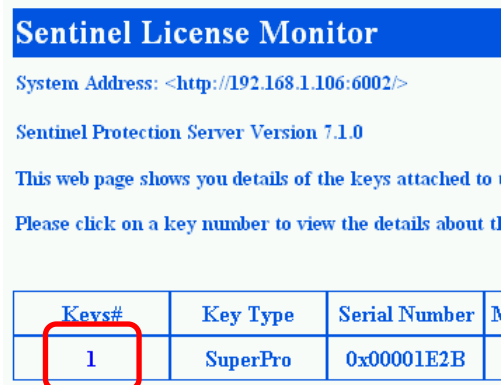 Sentinel License Monitor
System Address: <http://192.168.1.106:6002/>
Sentinel Protection Server Version 7.1.0
This web page shows you details of the keys attached to
Please click on a key number to view the details about
Keys# Key Type Serial Number
1 SuperPro 0x00001E2B